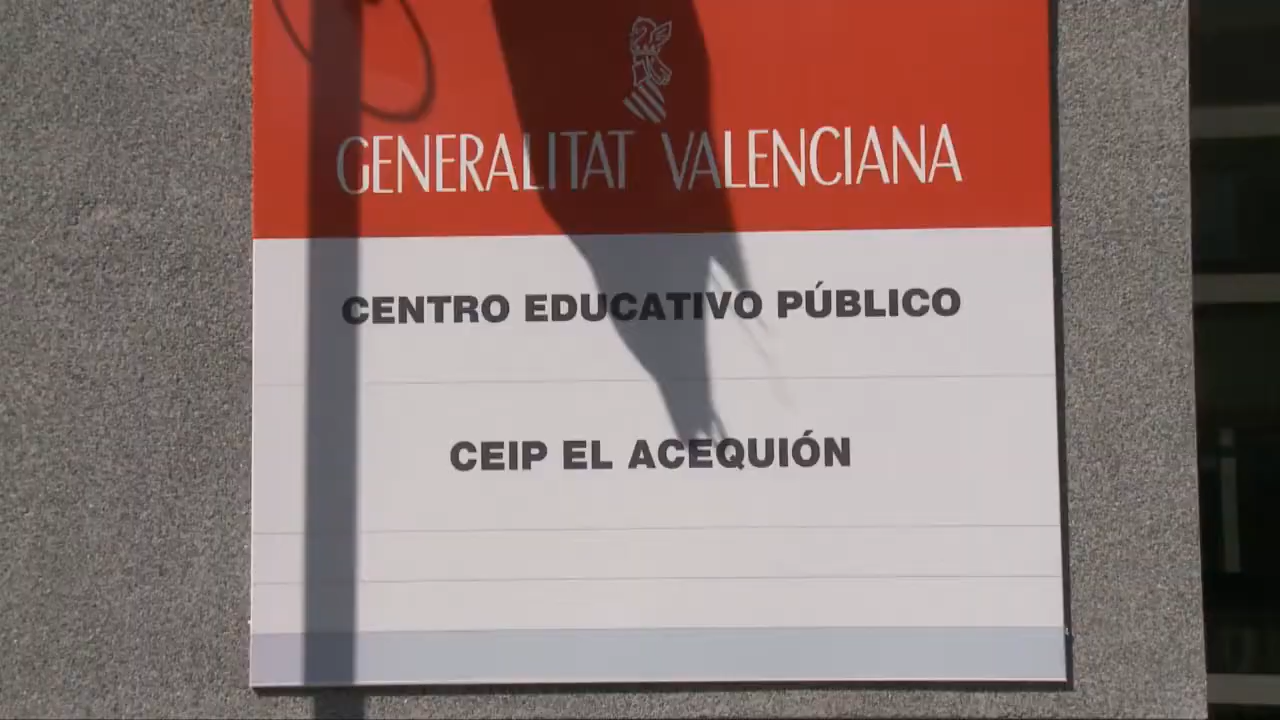 GENERALITAT VALENCIANA
CENTRO EDUCATIVO PÚBLICO
CEIP EL ACEQUIÓN